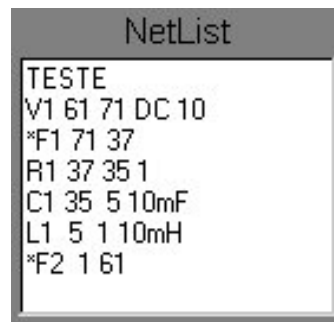 NetList
TESTE
V1 61 71 DC 10
*F1 71 37
R1 37 35 1
C1 35  5 10mF
L1  5  1 10mH
*F2  1 61